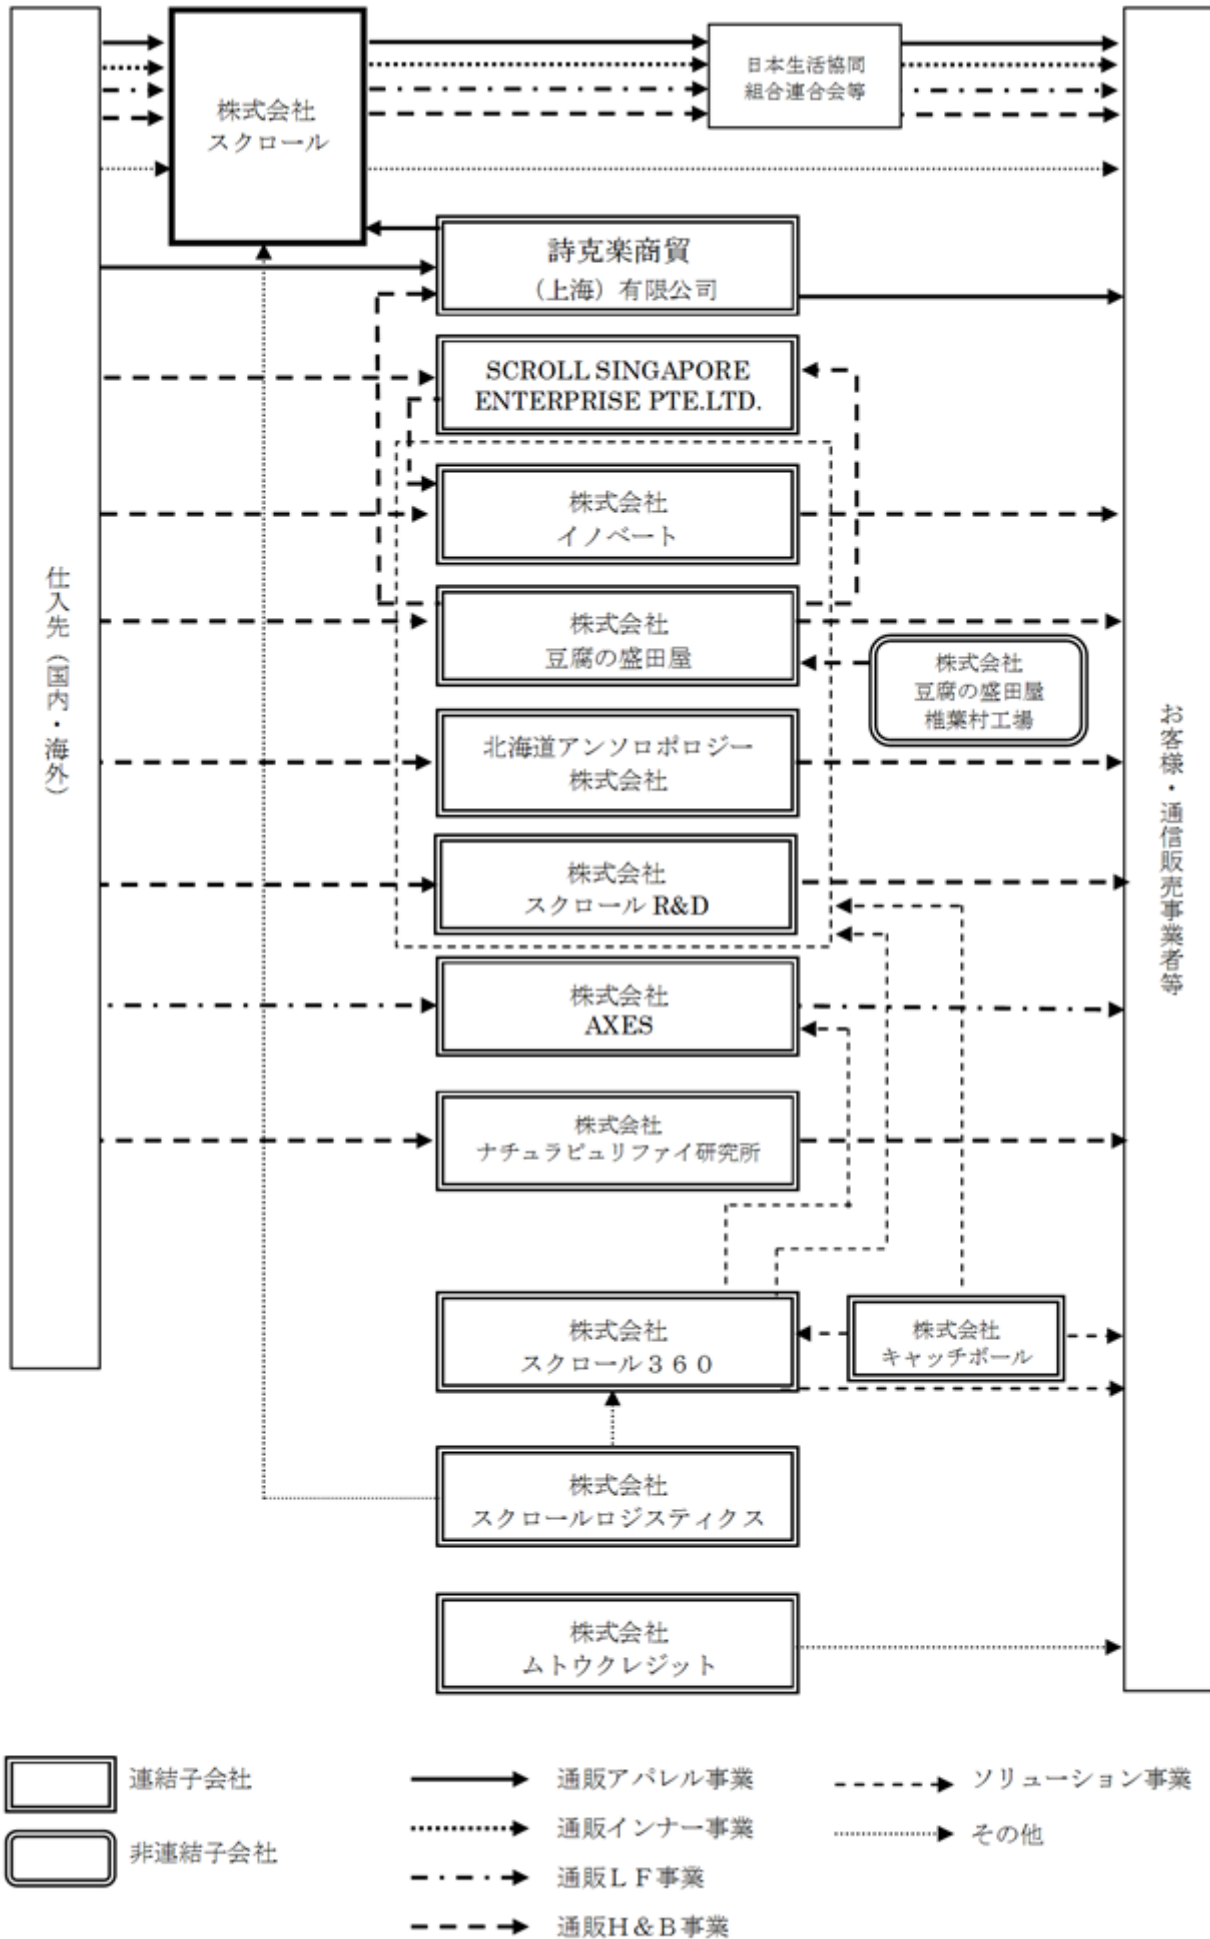 株式会社
スクロール
日本生活協同
組合連合会等
詩克楽商貿
(上海)有限公司
SCROLL SINGAPORE
ENTERPRISE PTE.LTD.
株式会社
イノベート
株式会社
豆腐の盛田屋
株式会社
豆腐の盛田屋
椎葉村工場
北海道アンソロポロジー
株式会社
株式会社
スクロール R&D
株式会社
AXES
株式会社
ナチュラピュリファイ研究所
株式会社
スクロール360
株式会社
キャッチボール
株式会社
スクロールロジスティクス
株式会社
ムトウクレジット
仕入先(国内・海外)
お客様・通信販売事業者等
連結子会社
非連結子会社
通販アパレル事業
通販インナー事業
通販LF事業
通販H&B事業
ソリューション事業
その他